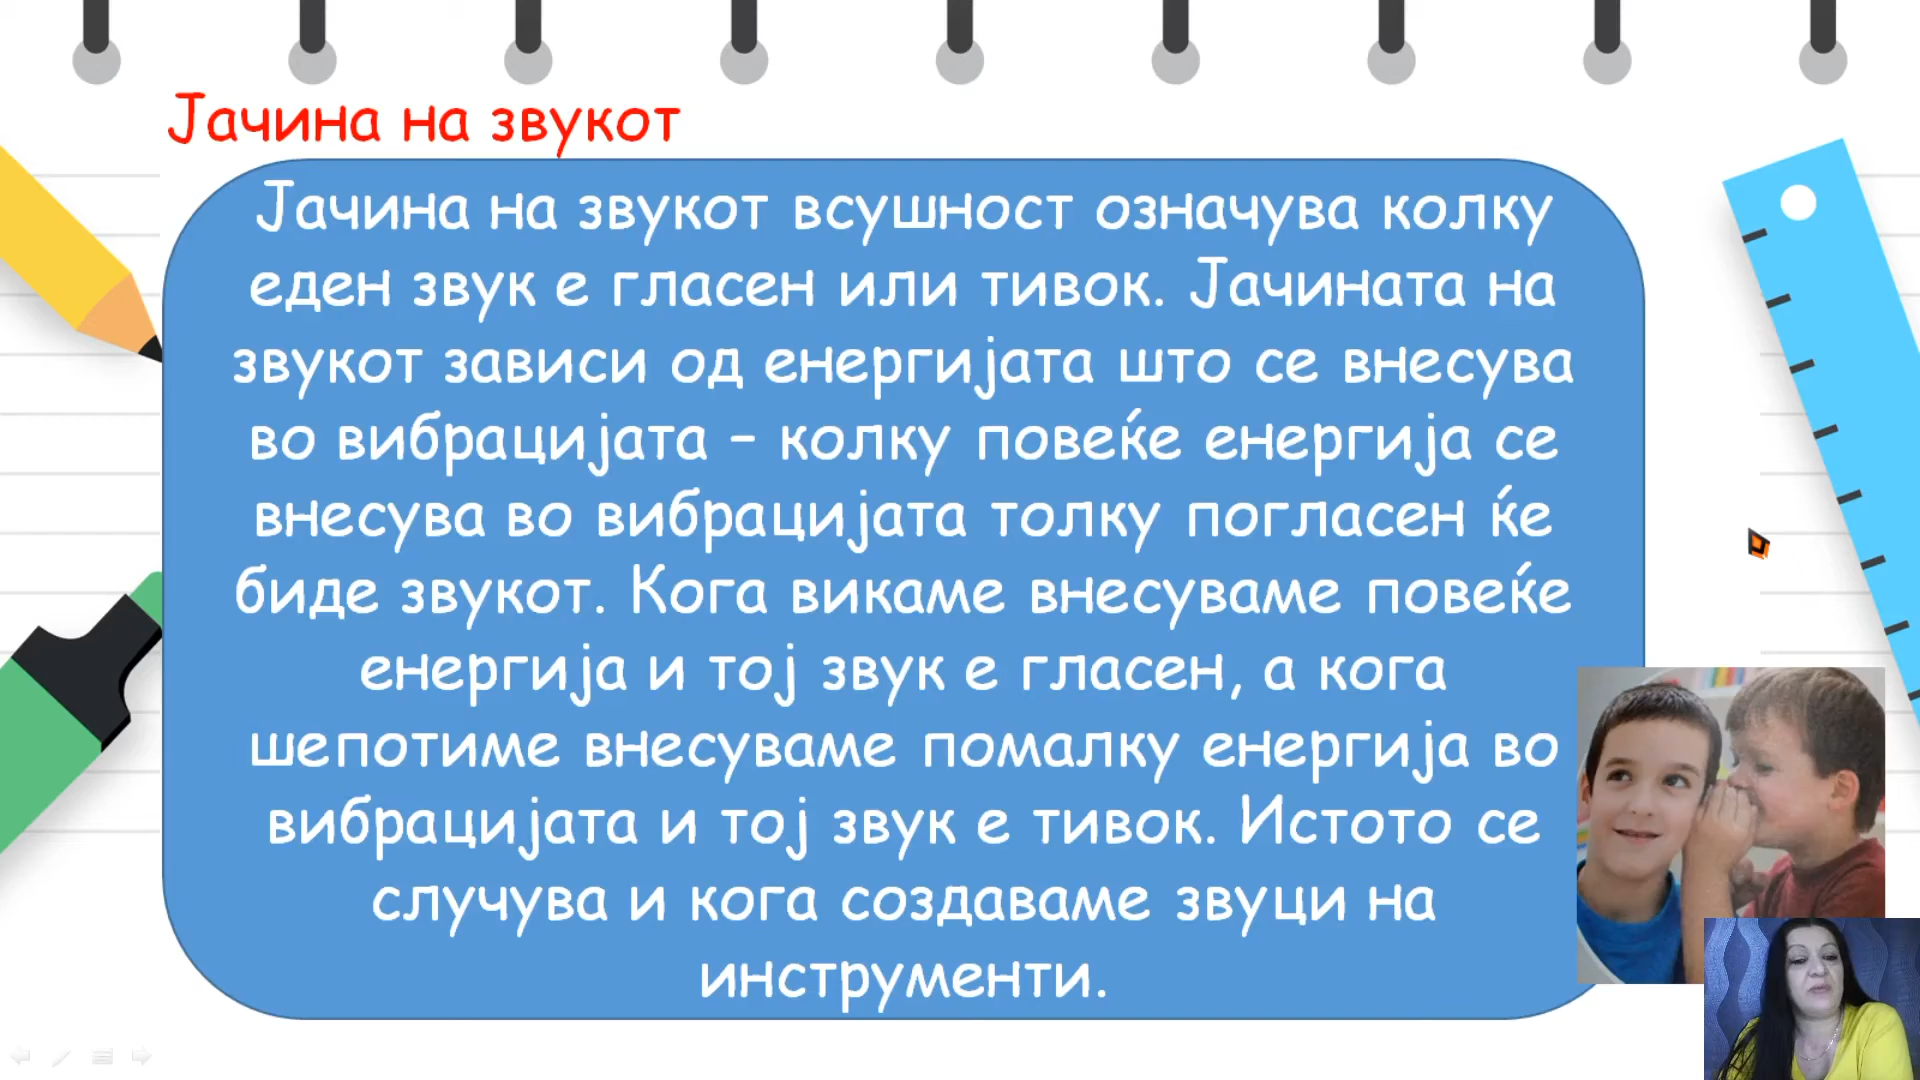 Јачина на звукот
Јачина на звукот всушност означува колку
еден звук е гласен или тивок. Јачината на
звукот зависи од енергијата што се внесува
во вибрацијата – колку повеќе енергија се
внесува во вибрацијата толку погласен ќе
биде звукот. Кога викаме внесуваме повеќе
енергија и тој звук е гласен, а кога
шепотиме внесуваме помалку енергија во
вибрацијата и тој звук е тивок. Истото се
случува и кога создаваме звуци на
инструменти.